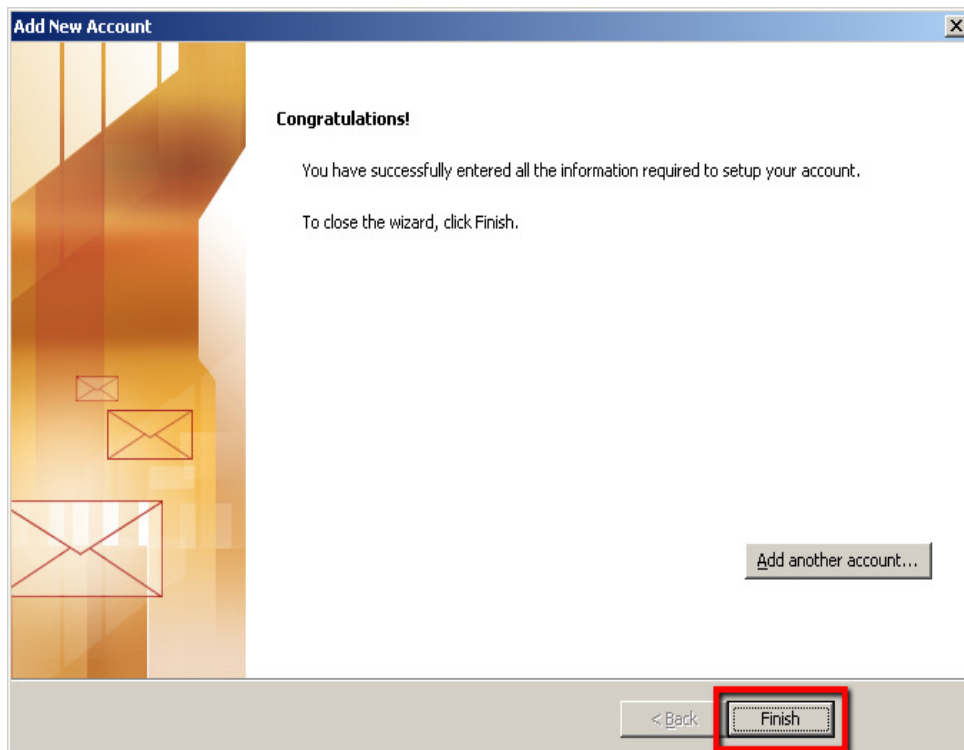 Add New Account
Congratulations!
You have successfully entered all the information required to setup your account.
To close the wizard, click Finish.
Add another account...
< Back
Finish